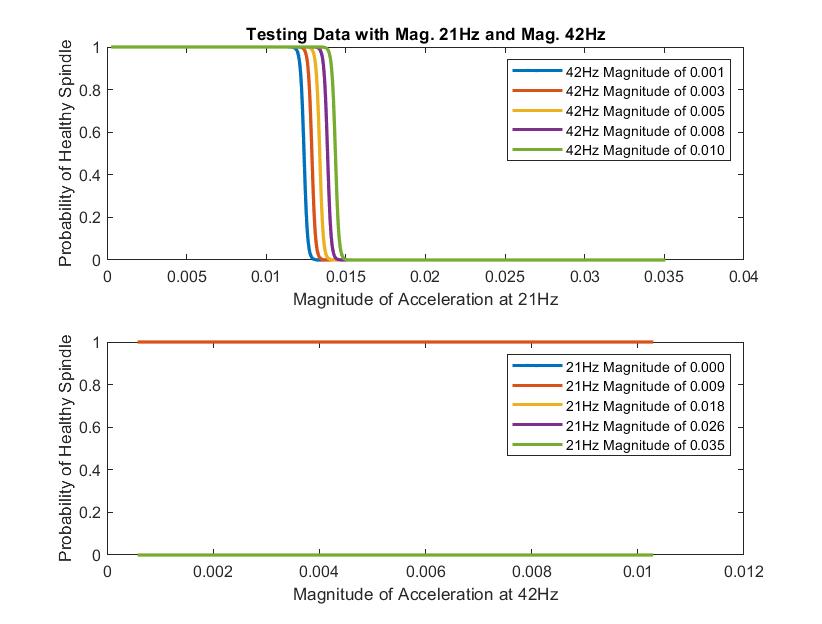 Testing Data with Mag. 21Hz and Mag. 42Hz
Probability of Healthy Spindle
1
0.8
0.6
0.4
0.2
0
42Hz Magnitude of 0.001
42Hz Magnitude of 0.003
42Hz Magnitude of 0.005
42Hz Magnitude of 0.008
42Hz Magnitude of 0.010
0 0.005 0.01 0.015 0.02 0.025 0.03 0.035 0.04
Magnitude of Acceleration at 21Hz
Probability of Healthy Spindle
1
0.8
0.6
0.4
0.2
0
21Hz Magnitude of 0.000
21Hz Magnitude of 0.009
21Hz Magnitude of 0.018
21Hz Magnitude of 0.026
21Hz Magnitude of 0.035
0 0.002 0.004 0.006 0.008 0.01 0.012
Magnitude of Acceleration at 42Hz